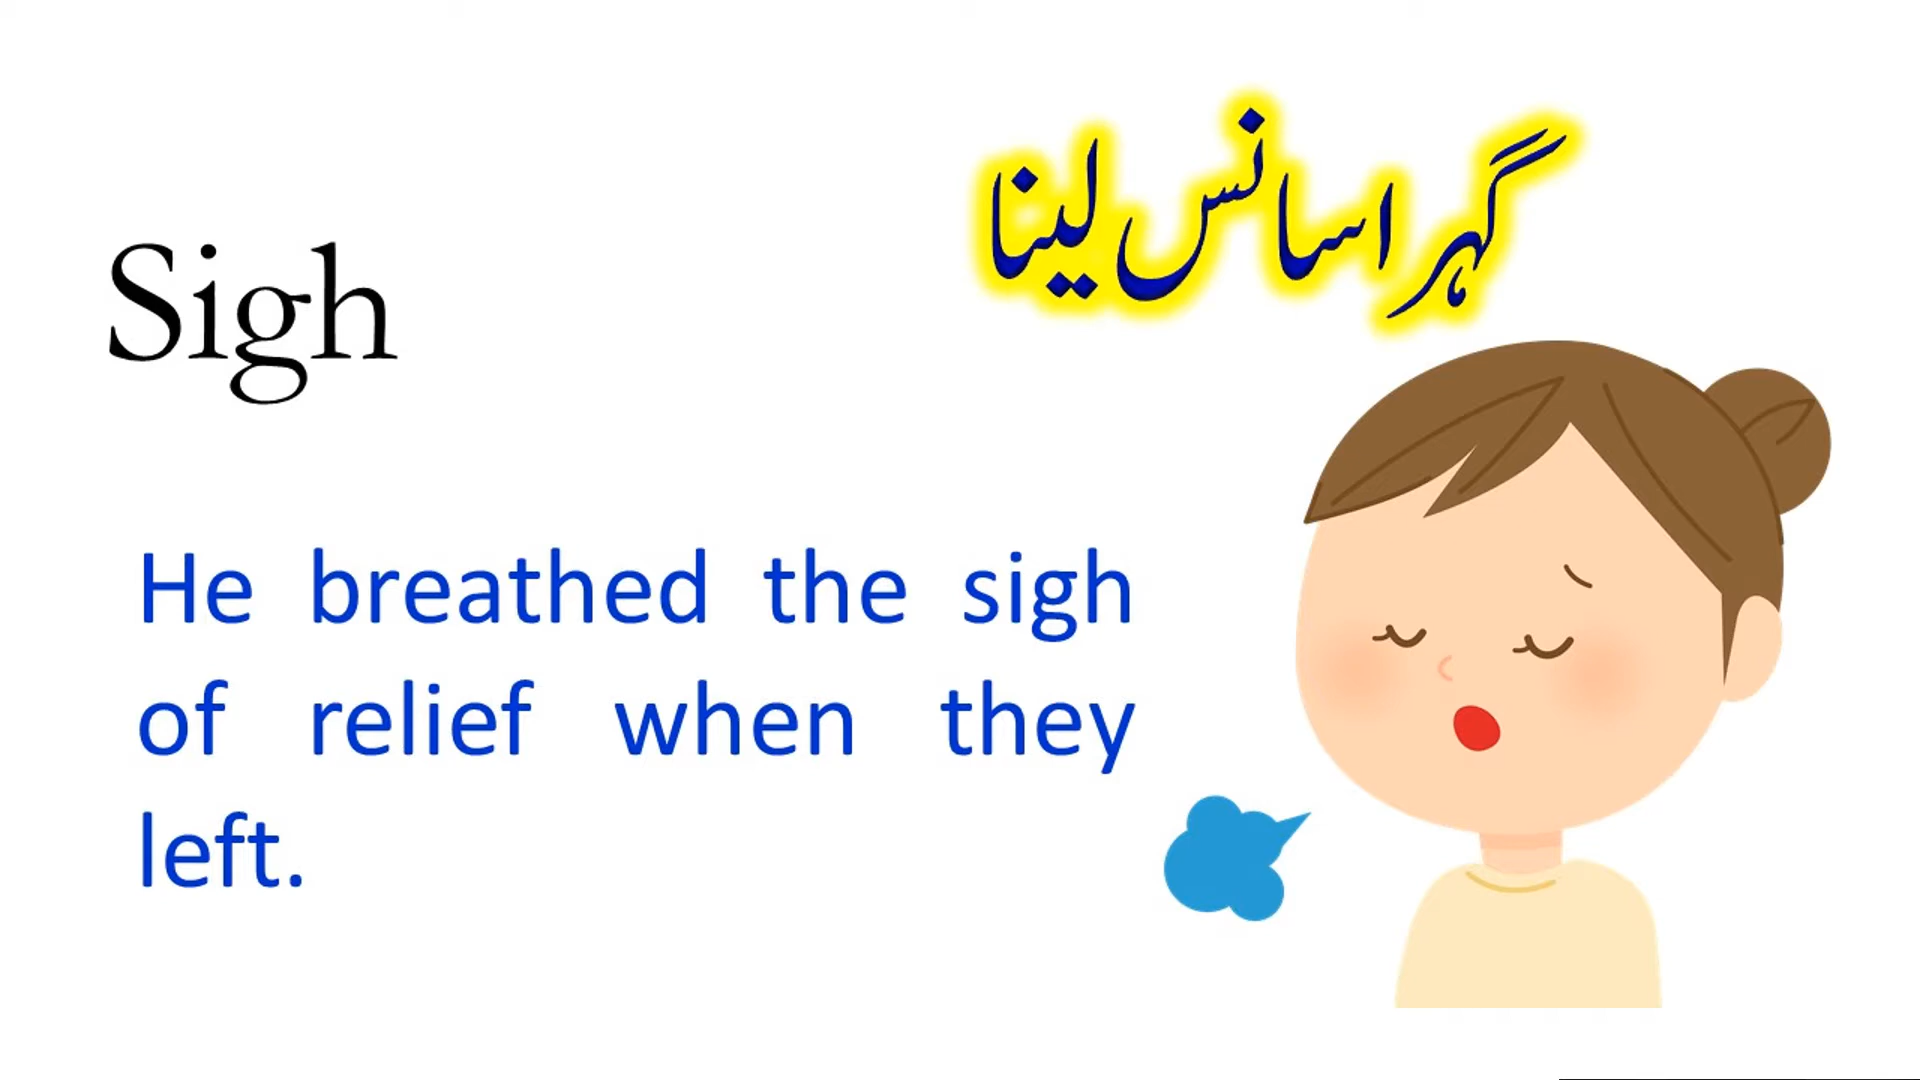 گہرا سانس لینا
Sigh
He breathed the sigh
of relief when they
left.